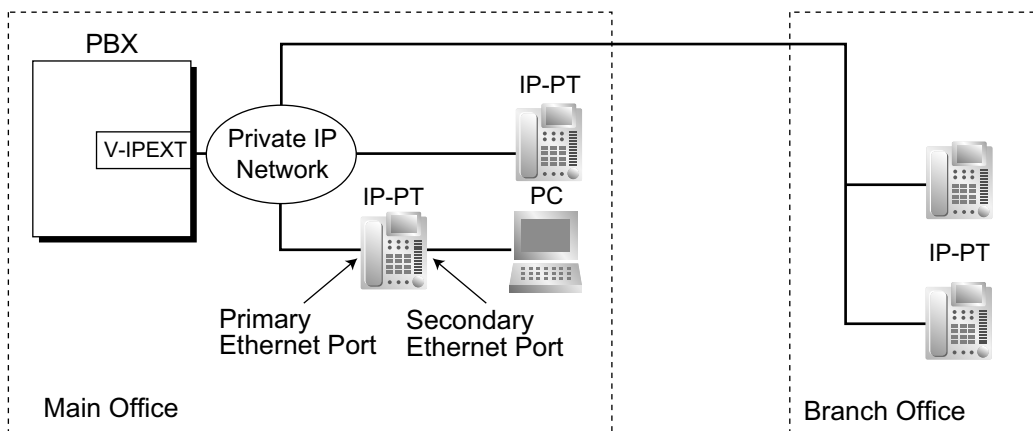 PBX
V-IPEXT
Private IP
Network
IP-PT
IP-PT
PC
Primary
Ethernet Port
Secondary
Ethernet Port
Main Office
IP-PT
Branch Office